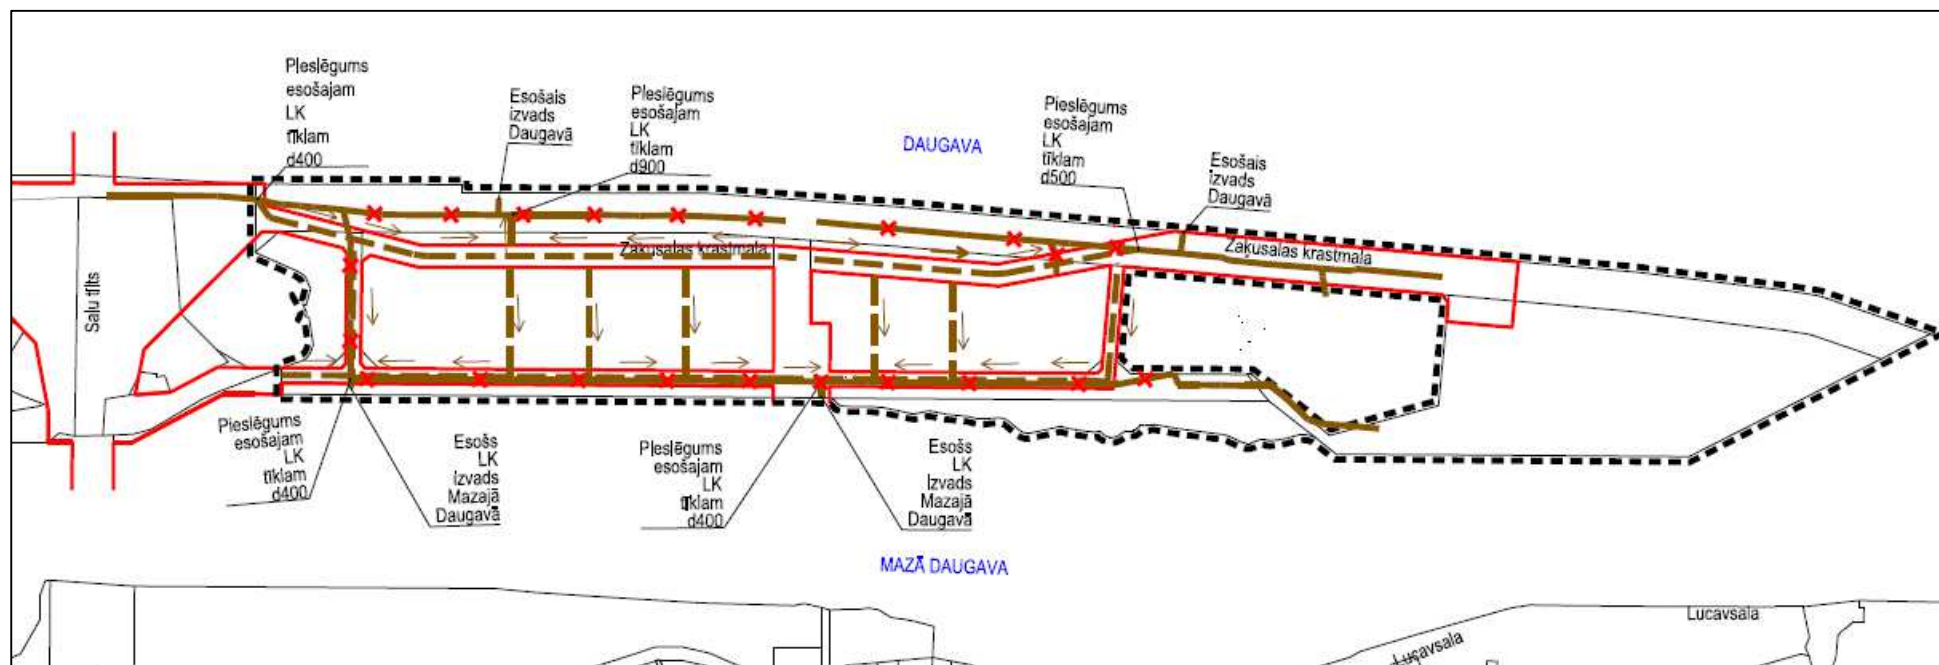 Pieslēgums
esošajam
LK
tīklam
d400
Esošais
izvads
Daugavā
Pieslēgums
esošajam
LK
tīklam
d900
DAUGAVA
Pieslēgums
esošajam
LK
tīklam
d500
Esošais
izvads
Daugavā
Zaķusalas krastmala
Zaķusalas krastmala
Salu tilts
Pieslēgums
esošajam
LK
tīklam
d400
Esošs
LK
Izvads
Mazajā
Daugavā
Pieslēgums
esošajam
LK
tīklam
d400
Esošs
LK
Izvads
Mazajā
Daugavā
MAZĀ DAUGAVA
Lucavsala
Lucavsala